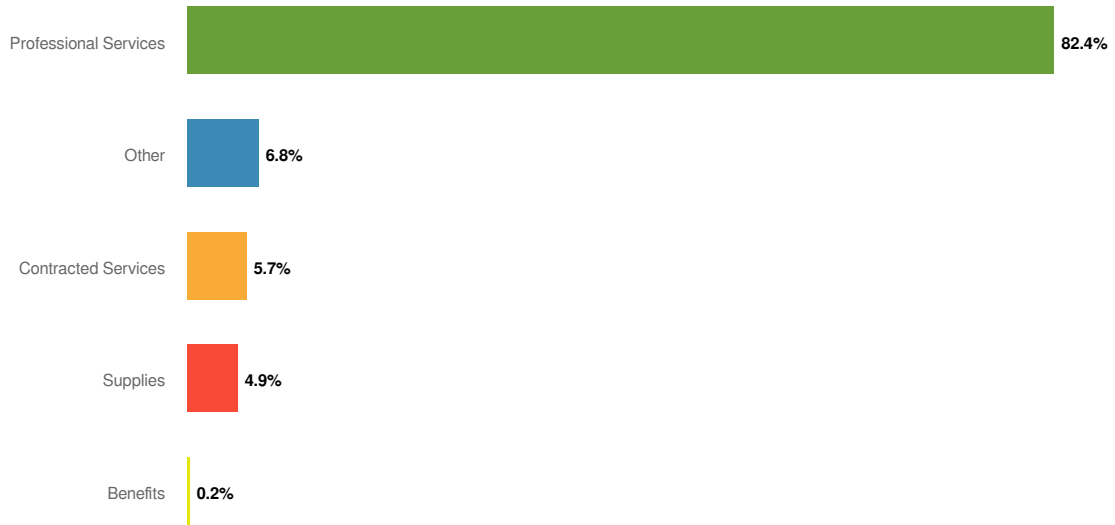 Professional Services 82.4%
Other 6.8%
Contracted Services 5.7%
Supplies 4.9%
Benefits 0.2%